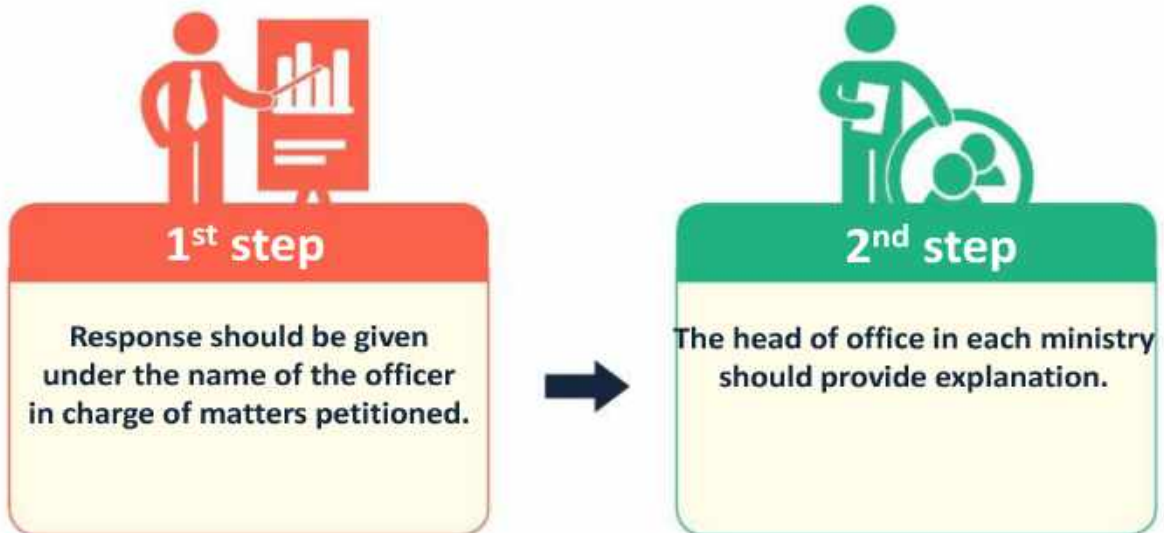 1st step
Response should be given
under the name of the officer
in charge of matters petitioned.
2nd step
The head of office in each ministry
should provide explanation.